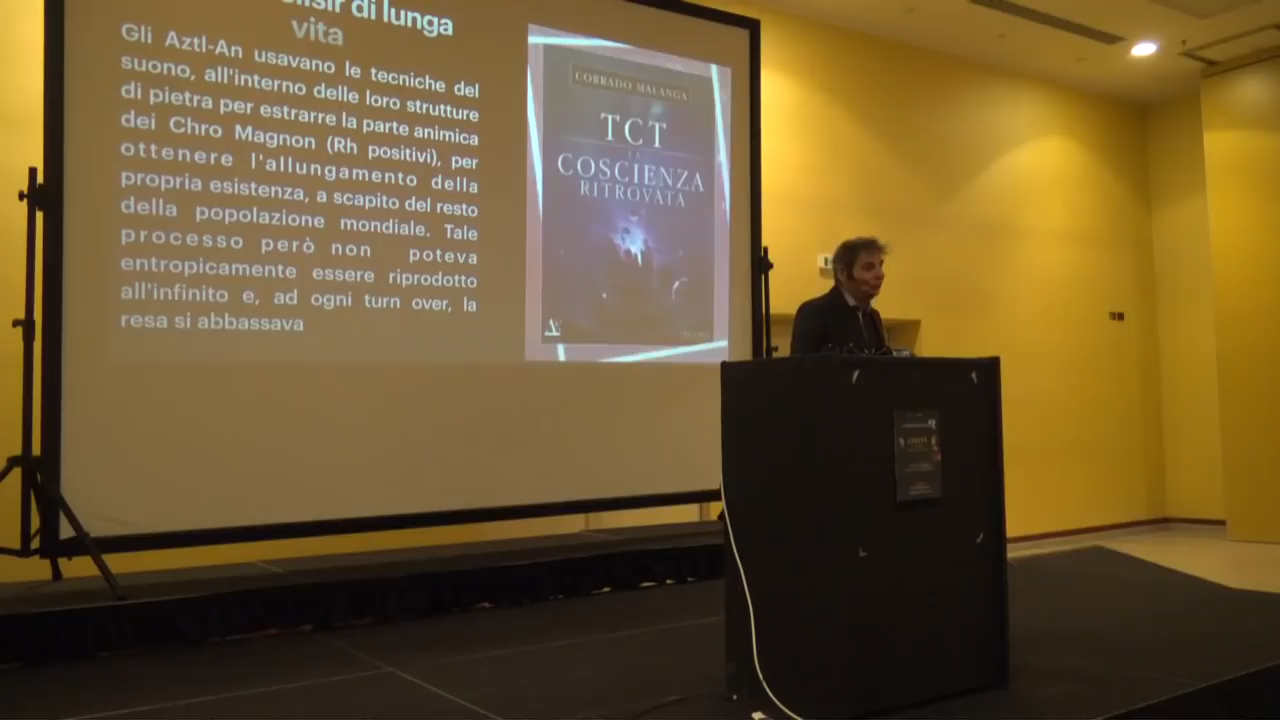 di lunga
vita
Gli Aztl-An usavano le tecniche del
suono, all'interno delle loro strutture
di pietra per estrarre la parte animica
dei Chro Magnon (Rh positivi), per
ottenere l'allungamento della
propria esistenza, a scapito del resto
della popolazione mondiale. Tale
processo però non poteva
entropicamente essere riprodotto
all'infinito e, ad ogni turn over, la
resa si abbassava
CORRADO MALANGA
TCT
LA
COSCIENZA
RITROVATA